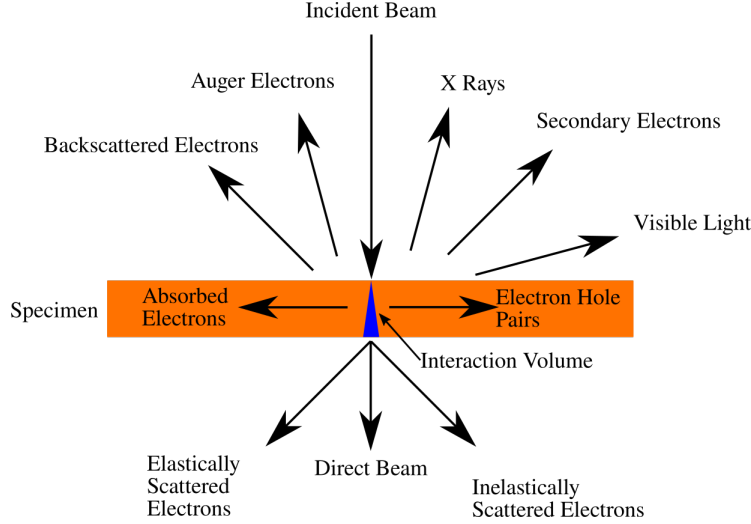 Incident Beam
Auger Electrons
X Rays
Backscattered Electrons
Secondary Electrons
Visible Light
Specimen
Absorbed
Electrons
Electron Hole
Pairs
Interaction Volume
Elastically
Scattered
Electrons
Direct Beam
Inelastically
Scattered Electrons